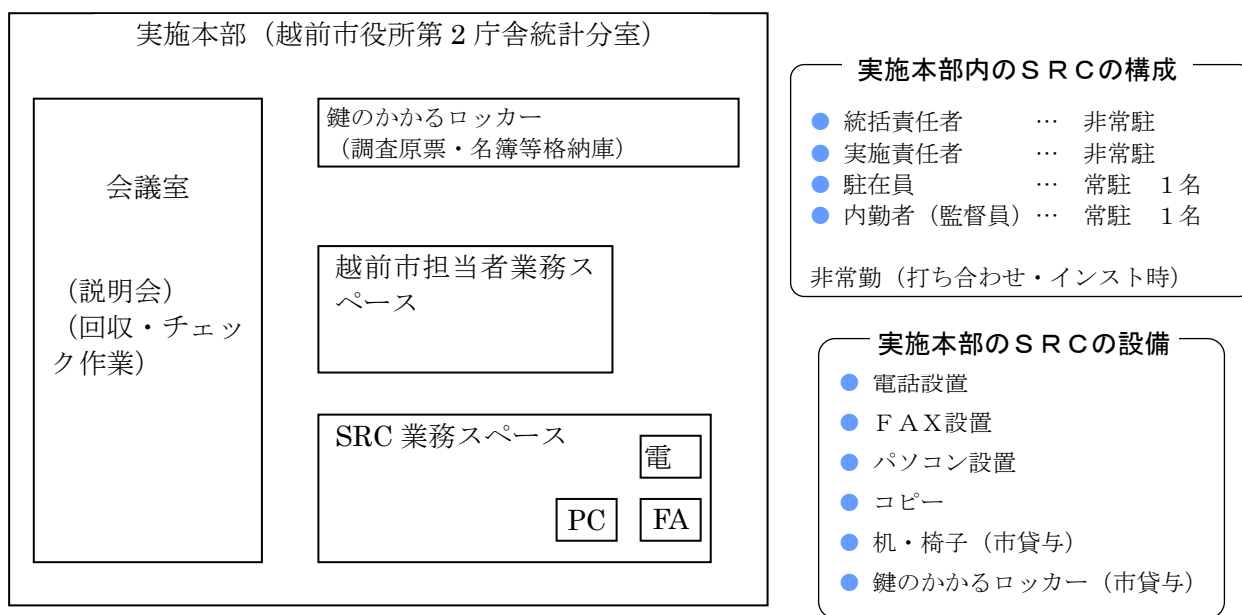 実施本部（越前市役所第2庁舎統計分室）
会議室
（説明会）
（回収・チェッ
ク作業）
鍵のかかるロッカー
（調査原票・名簿等格納庫）
越前市担当者業務ス
ペース
SRC 業務スペース
電
PC
FA
実施本部内のＳＲＣの構成
● 統括責任者 … 非常駐
● 実施責任者 … 非常駐
● 駐在員 … 常駐 １名
● 内勤者（監督員）… 常駐 １名
非常勤（打ち合わせ・インスト時）
実施本部のＳＲＣの設備
● 電話設置
● ＦＡＸ設置
● パソコン設置
● コピー
● 机・椅子（市貸与）
● 鍵のかかるロッカー（市貸与）